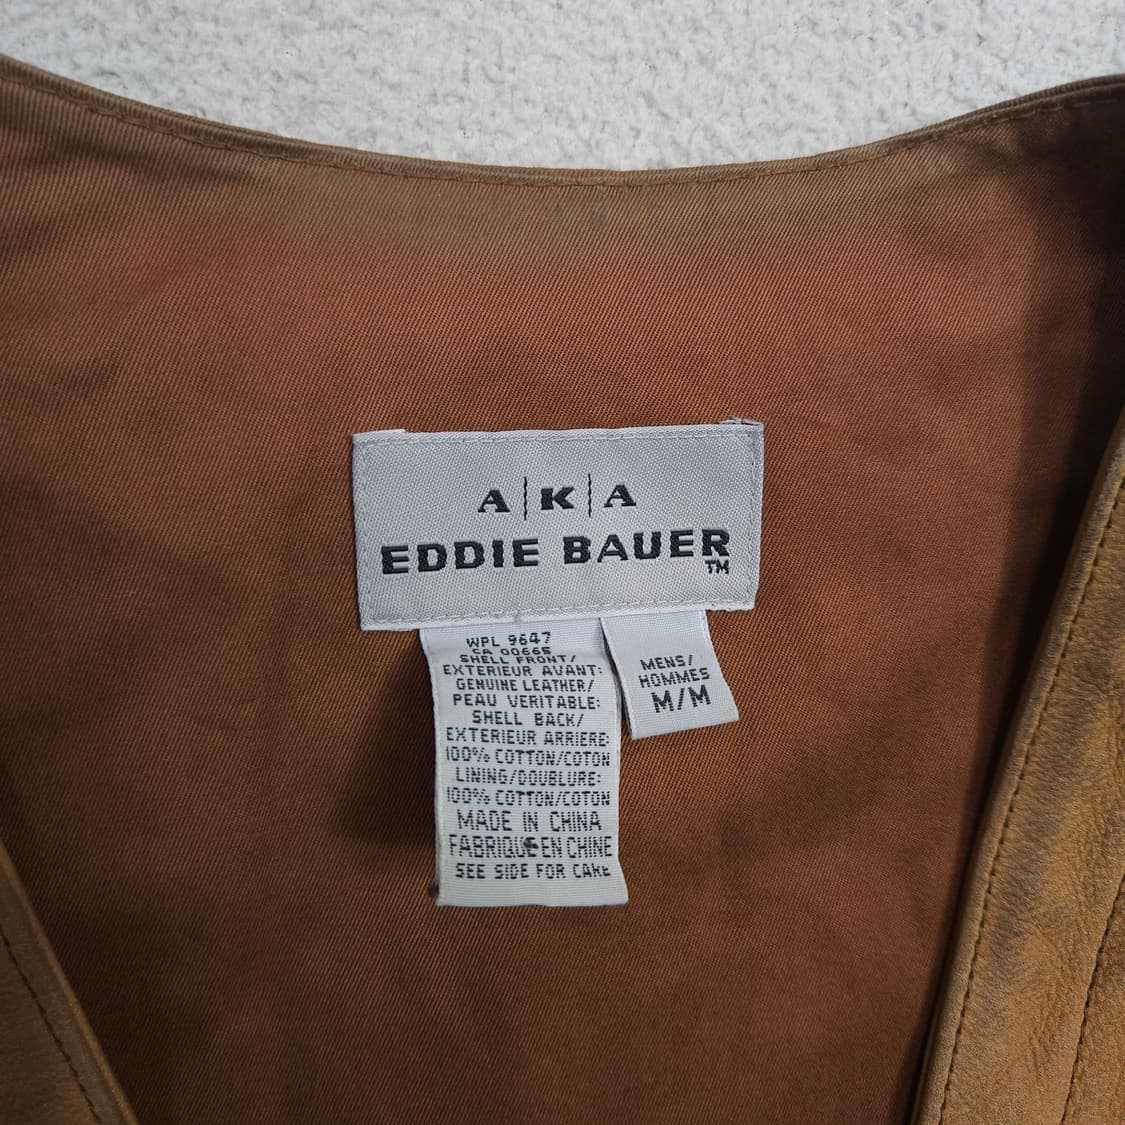 A|K|A
EDDIE BAUER
TM
WPL 9647
CA 00665
SHELL FRONT/
EXTERIEUR AVANT:
GENUINE LEATHER/
PEAU VERITABLE:
SHELL BACK/
EXTERIEUR ARRIERE:
100% COTTON/COTON
LINING/DOUBLURE:
100% COTTON/COTON
MADE IN CHINA
FABRIQUE EN CHINE
SEE SIDE FOR CARE
MENS/
HOMMES
M/M